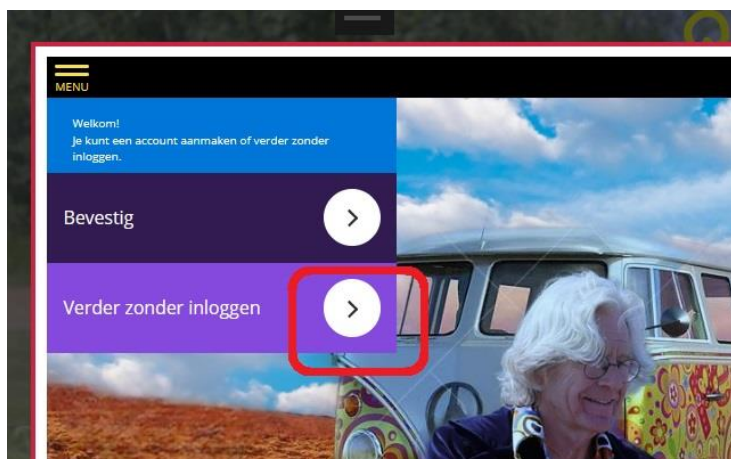 MENU
Welkom!
Je kunt een account aanmaken of verder zonder
inloggen.
Bevestig
Verder zonder inloggen